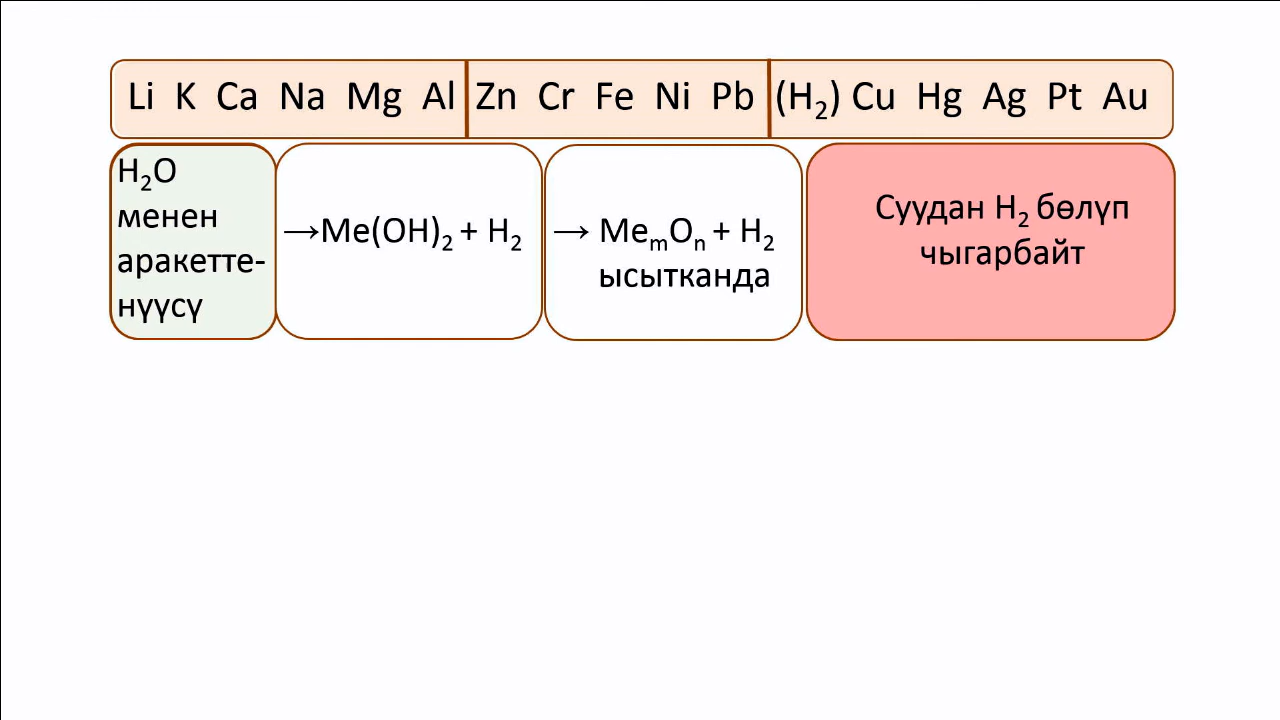 Li K Ca Na Mg Al Zn Cr Fe Ni Pb (H₂) Cu Hg Ag Pt Au
H₂O
менен
аракетте-
нүүсү
→Me(OH)₂ + H₂
→ MeₘOₙ + H₂
ысытканда
Суудан H₂ бөлүп
чыгарбайт